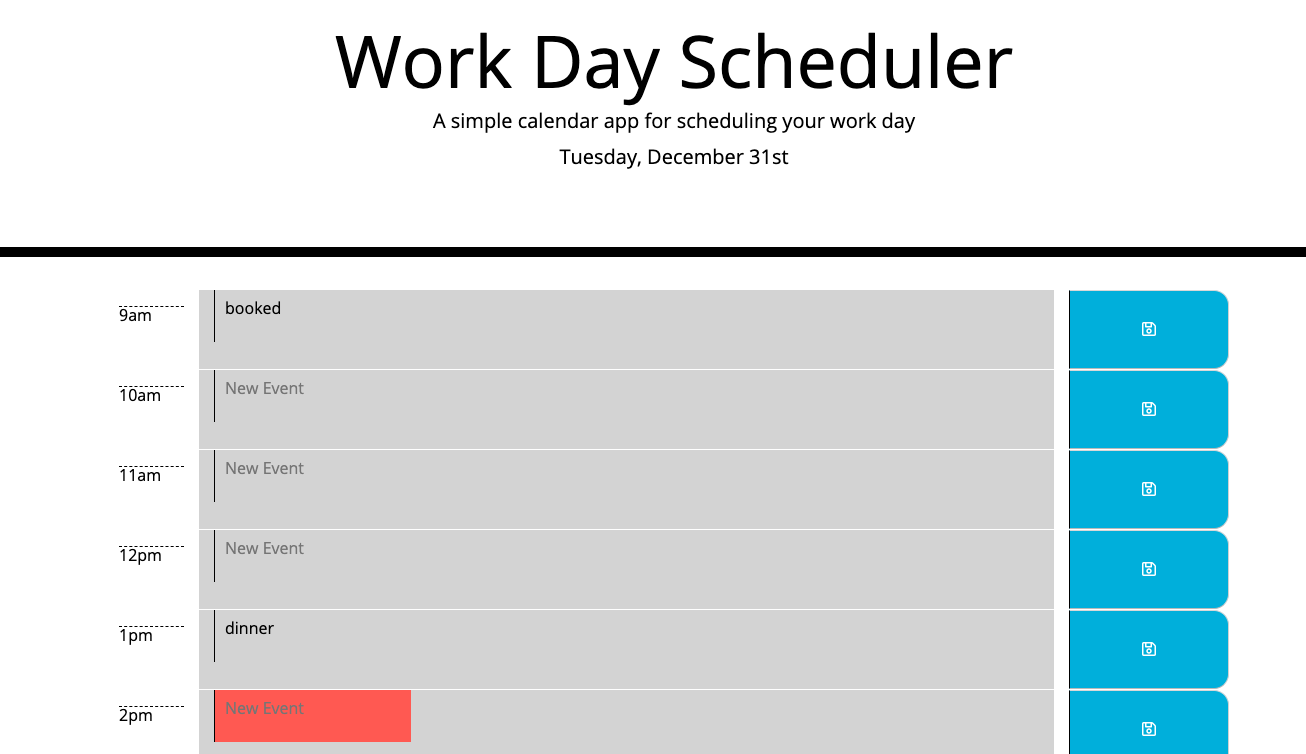 Work Day Scheduler
A simple calendar app for scheduling your work day
Tuesday, December 31st
9am booked
10am New Event
11am New Event
12pm New Event
1pm dinner
2pm New Event